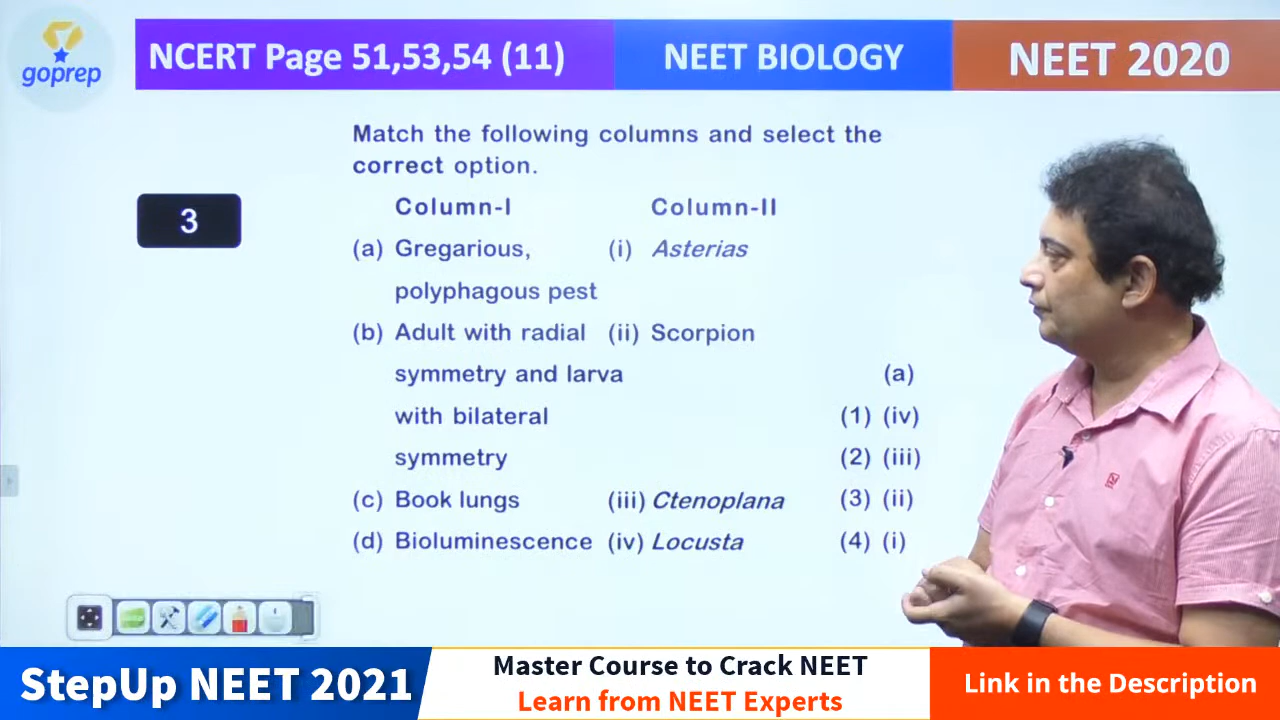 goprep
NCERT Page 51,53,54 (11)
NEET BIOLOGY
NEET 2020
3
Match the following columns and select the
correct option.
Column-I Column-II
(a) Gregarious, (i) Asterias
polyphagous pest
(b) Adult with radial (ii) Scorpion
symmetry and larva (a)
with bilateral (1) (iv)
symmetry (2) (iii)
(c) Book lungs (iii) Ctenoplana (3) (ii)
(d) Bioluminescence (iv) Locusta (4) (i)
StepUp NEET 2021
Master Course to Crack NEET
Learn from NEET Experts
Link in the Description